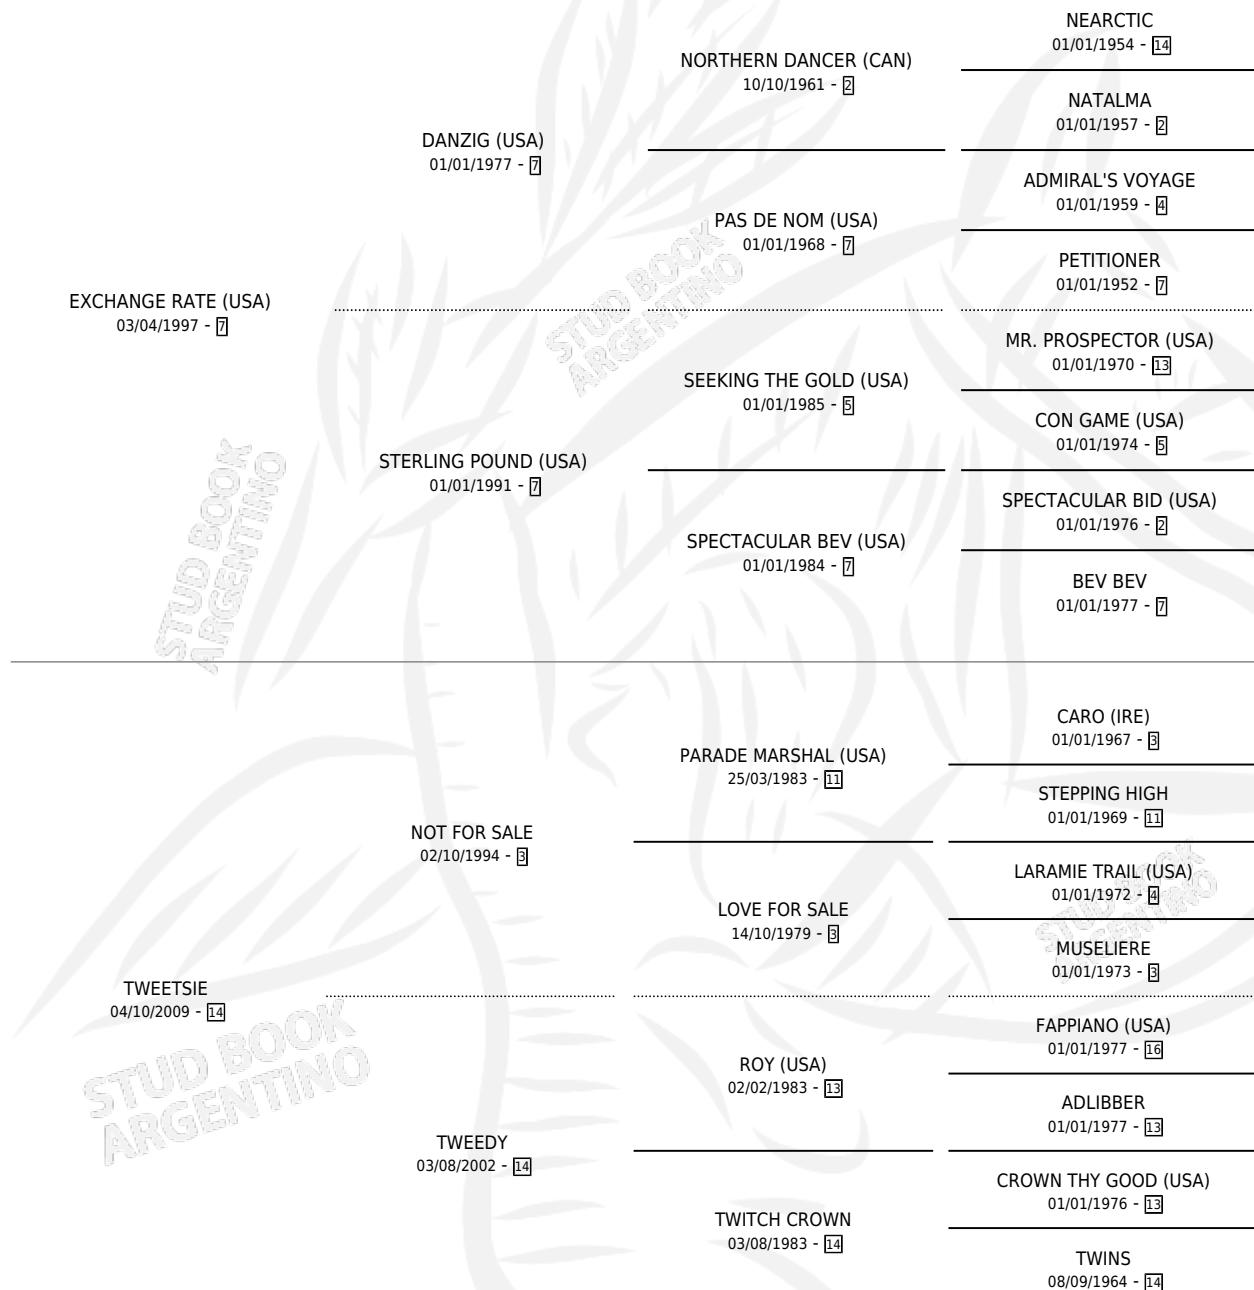 NEARCTIC
01/01/1954 - 14
NORTHERN DANCER (CAN)
10/10/1961 - 2
NATALMA
01/01/1957 - 2
DANZIG (USA)
01/01/1977 - 7
ADMIRAL'S VOYAGE
01/01/1959 - 4
PAS DE NOM (USA)
01/01/1968 - 7
PETITIONER
01/01/1952 - 7
EXCHANGE RATE (USA)
03/04/1997 - 7
MR. PROSPECTOR (USA)
01/01/1970 - 13
SEEKING THE GOLD (USA)
01/01/1985 - 5
CON GAME (USA)
01/01/1974 - 5
STERLING POUND (USA)
01/01/1991 - 7
SPECTACULAR BID (USA)
01/01/1976 - 2
SPECTACULAR BEV (USA)
01/01/1984 - 7
BEV BEV
01/01/1977 - 7
CARO (IRE)
01/01/1967 - 3
PARADE MARSHAL (USA)
25/03/1983 - 11
STEPPING HIGH
01/01/1969 - 11
NOT FOR SALE
02/10/1994 - 3
LARAMIE TRAIL (USA)
01/01/1972 - 4
LOVE FOR SALE
14/10/1979 - 3
MUSELIERE
01/01/1973 - 3
TWEETSIE
04/10/2009 - 14
FAPPIANO (USA)
01/01/1977 - 16
ROY (USA)
02/02/1983 - 13
ADLIBBER
01/01/1977 - 13
TWEEDY
03/08/2002 - 14
CROWN THY GOOD (USA)
01/01/1976 - 13
TWITCH CROWN
03/08/1983 - 14
TWINS
08/09/1964 - 14
STUD BOOK
ARGENTINO
STUD BOOK
ARGENTINO
STUD BOOK
ARGENTINO
STUD BOOK
ARGENTINO